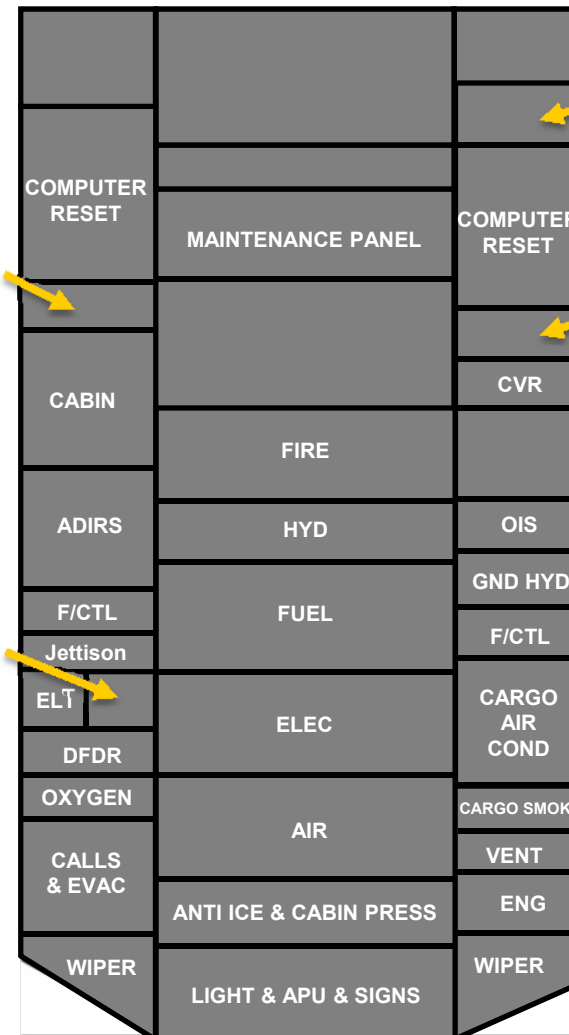 COMPUTER
RESET
CABIN
ADIRS
F/CTL
Jettison
ELT
DFDR
OXYGEN
CALLS
& EVAC
WIPER
MAINTENANCE PANEL
FIRE
HYD
FUEL
ELEC
AIR
ANTI ICE & CABIN PRESS
LIGHT & APU & SIGNS
COMPUTER
RESET
CVR
OIS
GND HYD
F/CTL
CARGO
AIR
COND
CARGO SMOK
VENT
ENG
WIPER